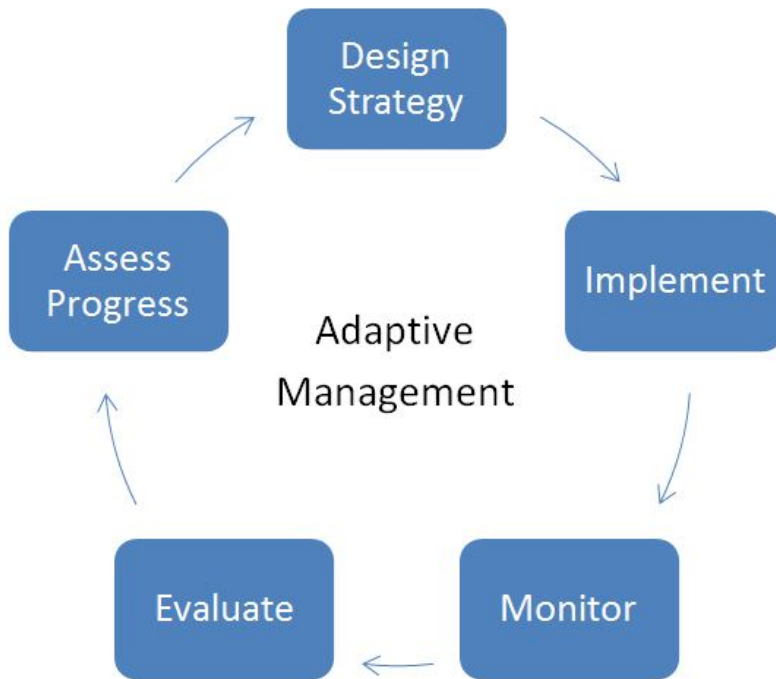 Design
Strategy
Implement
Monitor
Evaluate
Assess
Progress
Adaptive
Management